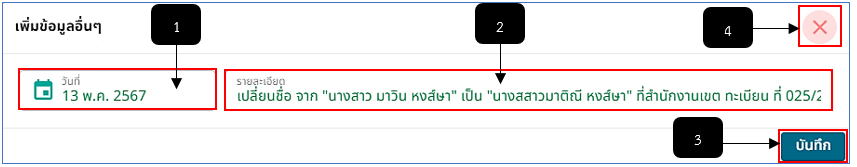 เพิ่มข้อมูลอื่นๆ
1
2
4
วันที่
13 พ.ค. 2567
รายละเอียด
เปลี่ยนชื่อ จาก "นางสาว มาวิน หงส์ษา" เป็น "นางสสาวมาติณี หงส์ษา" ที่สำนักงานเขต ทะเบียน ที่ 025/2
3
บันทึก